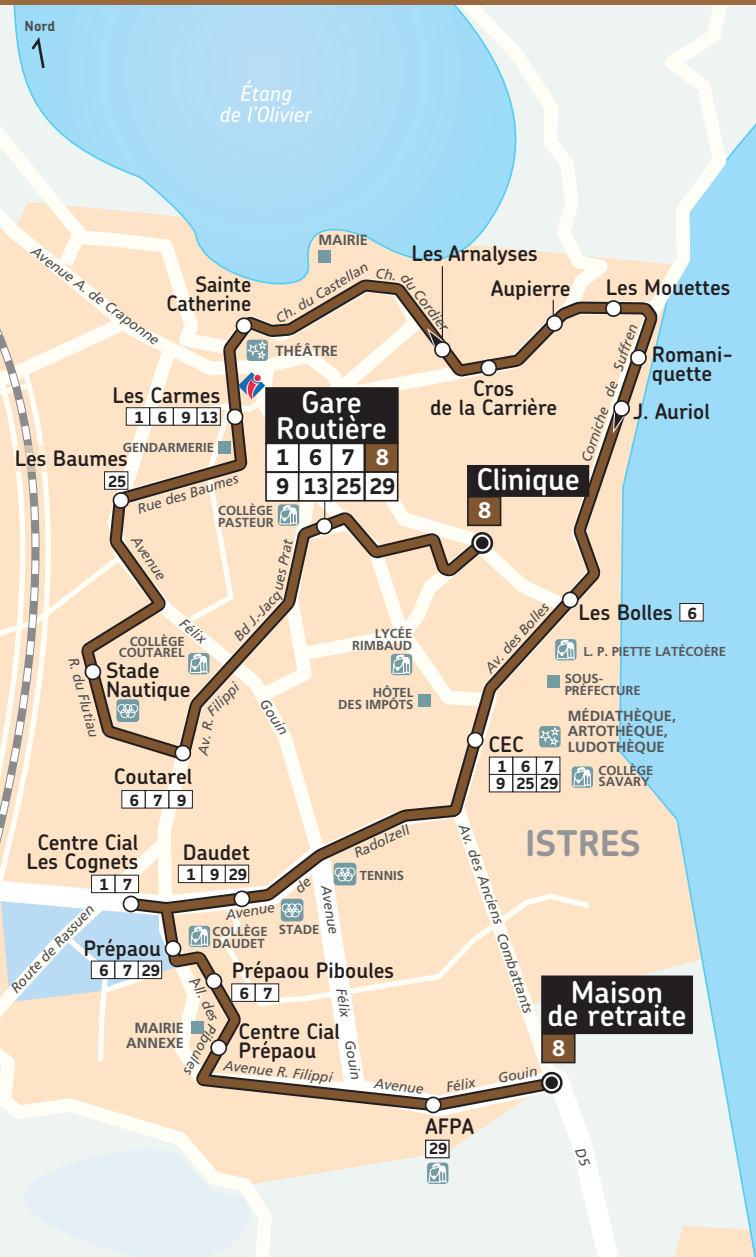 Nord
Étang
de l'Olivier
MAIRIE
Les Arnalyses
Avenue A. de Craponne
Sainte
Catherine
Ch. du Castellan
Ch. du Cordier
Aupierre
Les Mouettes
THÉÂTRE
Romani-
quette
Corniche de Suffren
Les Carmes
1 6 9 13
Gare
Routière
1 6 7 8
9 13 25 29
Cros
de la Carrière
J. Auriol
GENDARMERIE
Les Baumes
25
Rue des Baumes
Clinique
8
COLLÈGE
PASTEUR
Avenue
Félix
Gouin
Bd J.-Jacques Prat
Les Bolles 6
Av. des Bolles
COLLÈGE
COUTAREL
LYCÉE
RIMBAUD
L. P. PIETTE LATÉCOÈRE
Stade
Nautique
R. du Flutiau
Av. R. Filippi
HÔTEL
DES IMPÔTS
SOUS-
PRÉFECTURE
MÉDIATHÈQUE,
ARTOTHÈQUE,
LUDOTHÈQUE
CEC
1 6 7
9 25 29
COLLÈGE
SAVARY
Coutarel
6 7 9
ISTRES
Centre Cial
Les Cognets
1 7
Daudet
1 9 29
Avenue de Radolzell
TENNIS
Av. des Anciens Combattants
STADE
COLLÈGE
DAUDET
Route de Rassuen
Prépaou
6 7 29
Avenue
Félix
Gouin
Prépaou Piboules
6 7
All. des Piboules
MAIRIE
ANNEXE
Centre Cial
Prépaou
Maison
de retraite
8
Avenue R. Filippi
Avenue Félix Gouin
AFPA
29
D5